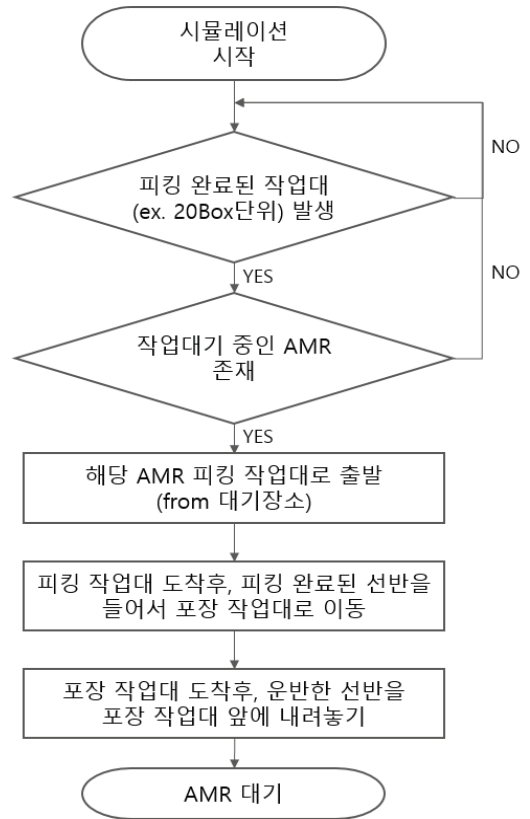 시뮬레이션
시작
NO
피킹 완료된 작업대
(ex. 20Box단위) 발생
YES
NO
작업대기 중인 AMR
존재
YES
해당 AMR 피킹 작업대로 출발
(from 대기장소)
피킹 작업대 도착후, 피킹 완료된 선반을
들어서 포장 작업대로 이동
포장 작업대 도착후, 운반한 선반을
포장 작업대 앞에 내려놓기
AMR 대기